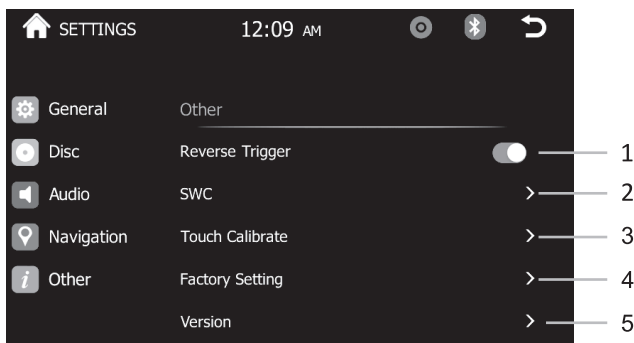 SETTINGS 12:09 AM
General Other
Disc Reverse Trigger 1
Audio SWC 2
Navigation Touch Calibrate 3
i Other Factory Setting 4
Version 5